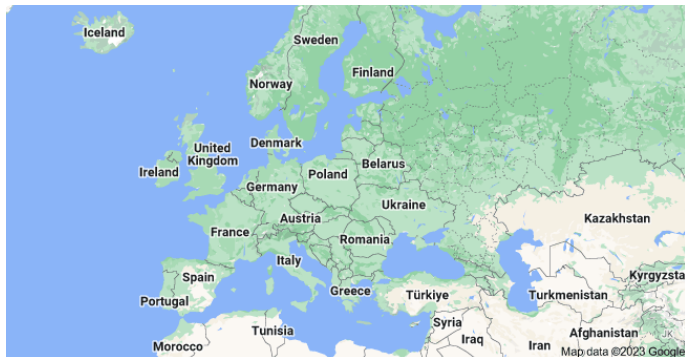 Iceland
Sweden
Finland
Norway
United
Kingdom
Denmark
Ireland
Belarus
Poland
Germany
Ukraine
Austria
Kazakhstan
France
Romania
Italy
Spain
Kyrgyzsta
Greece
Türkiye
Turkmenistan
Portugal
Syria
Tunisia
Afghanistan
JK
Iraq
Iran
Morocco
Map data ©2023 Google